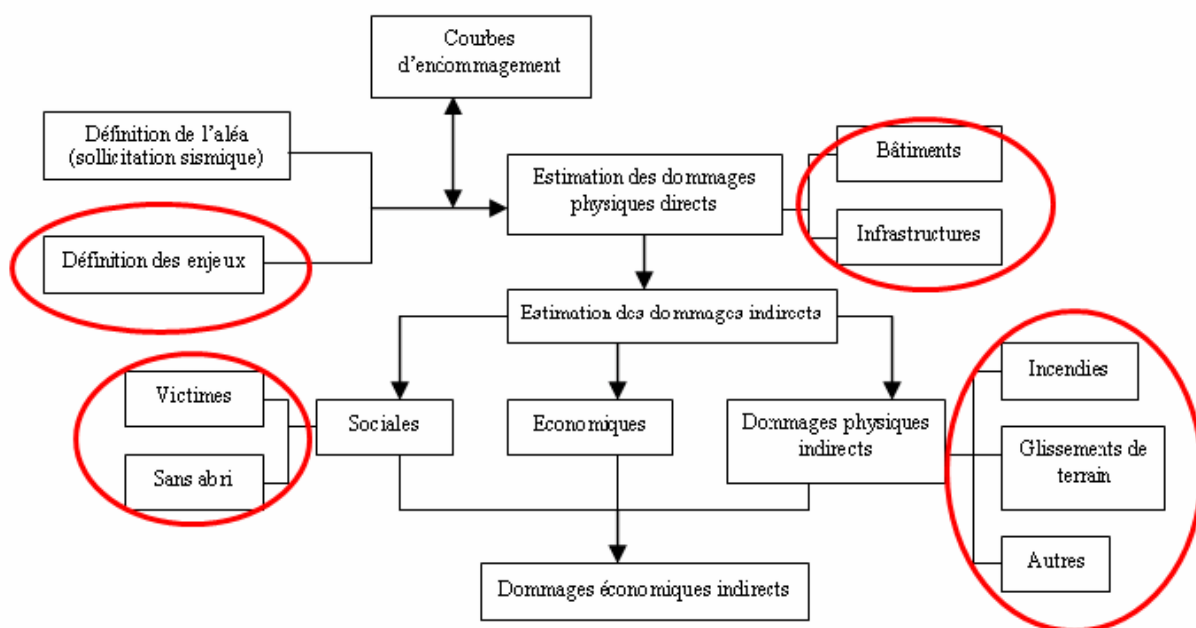 Courbes
d'encommagement
Définition de l'aléa
(sollicitation sismique)
Bâtiments
Estimation des dommages
physiques directs
Infrastructures
Définition des enjeux
Estimation des dommages indirects
Incendies
Victimes
Sociales
Economiques
Dommages physiques
indirects
Glissements de
terrain
Sans abri
Autres
Dommages économiques indirects